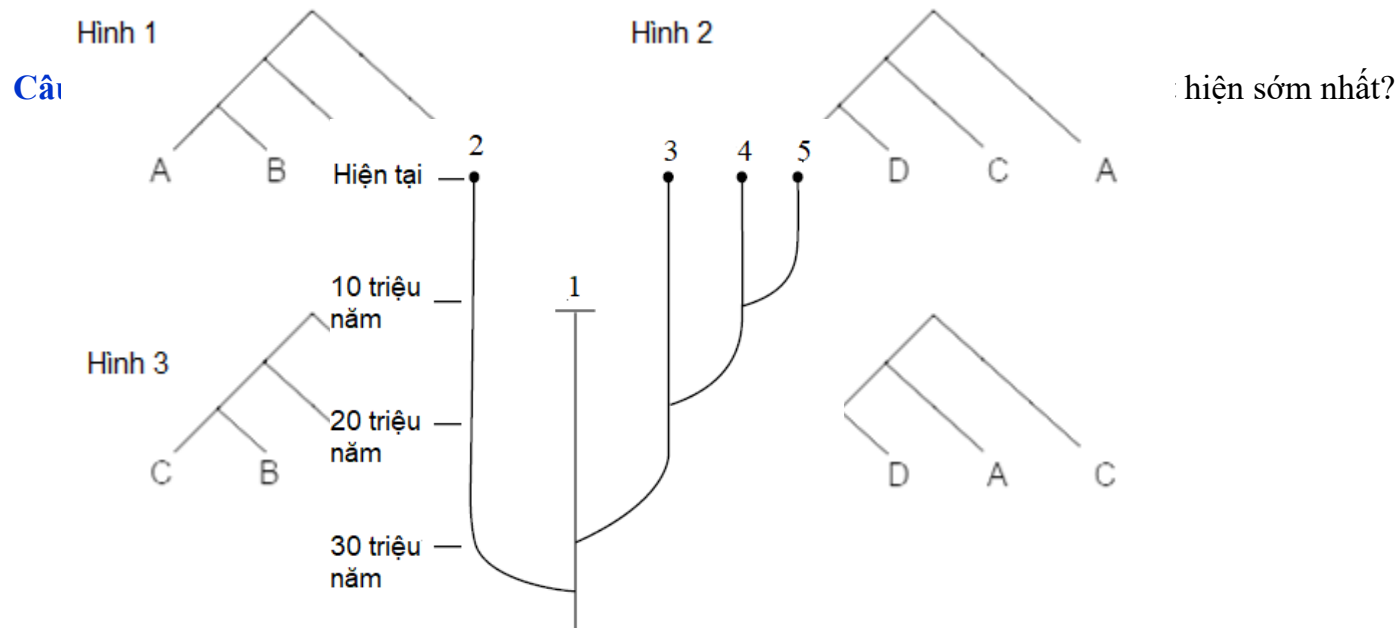 Hình 1
Hình 2
Câu
hiện sớm nhất?
A
B
2
3
4
5
D
C
A
Hiện tại
10 triệu
năm
1
Hình 3
20 triệu
năm
C
B
D
A
C
30 triệu
năm